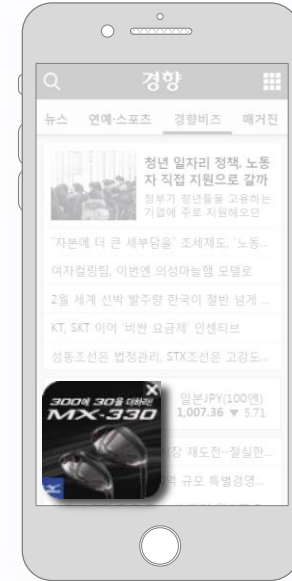 경향
뉴스 연예·스포츠 경향비즈 매거진
청년 일자리 정책, 노동
자 직접 지원으로 갈까
정부가 청년들을 고용하는
기업에 주로 지원해오던
'자본에 더 큰 세부담을' 조세제도, '노동...
여자컬링팀, 이번엔 의성마늘햄 모델로
2월 세계 선박 발주량 한국이 절반 넘게 ...
KT, SKT 이어 '비싼 요금제' 인센티브
성동조선은 법정관리, STX조선은 고강도...
일본JPY(100엔)
1,007.36 ▼ 5.71
300에 30을 더하라!
MX-330
시장' 재도전…절실한...
억 규모 특별경영...